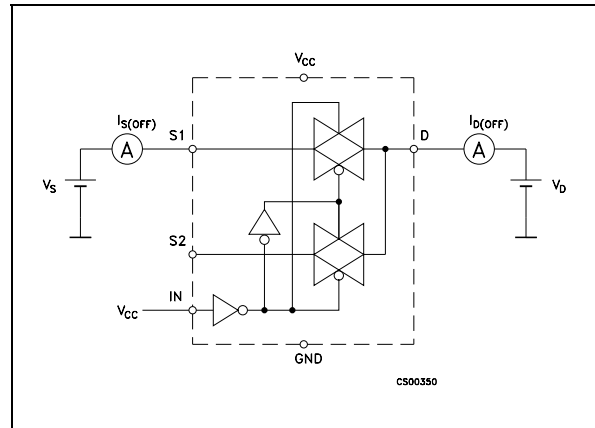 VCC
IS(OFF)
S1
D
ID(OFF)
A
A
VS
VD
S2
IN
VCC
GND
CS00350